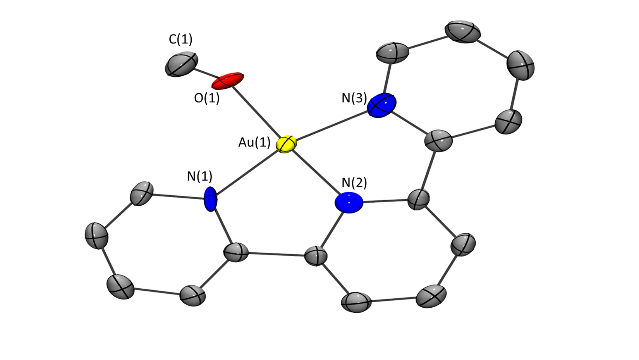 C(1)
O(1)
N(3)
Au(1)
N(1)
N(2)